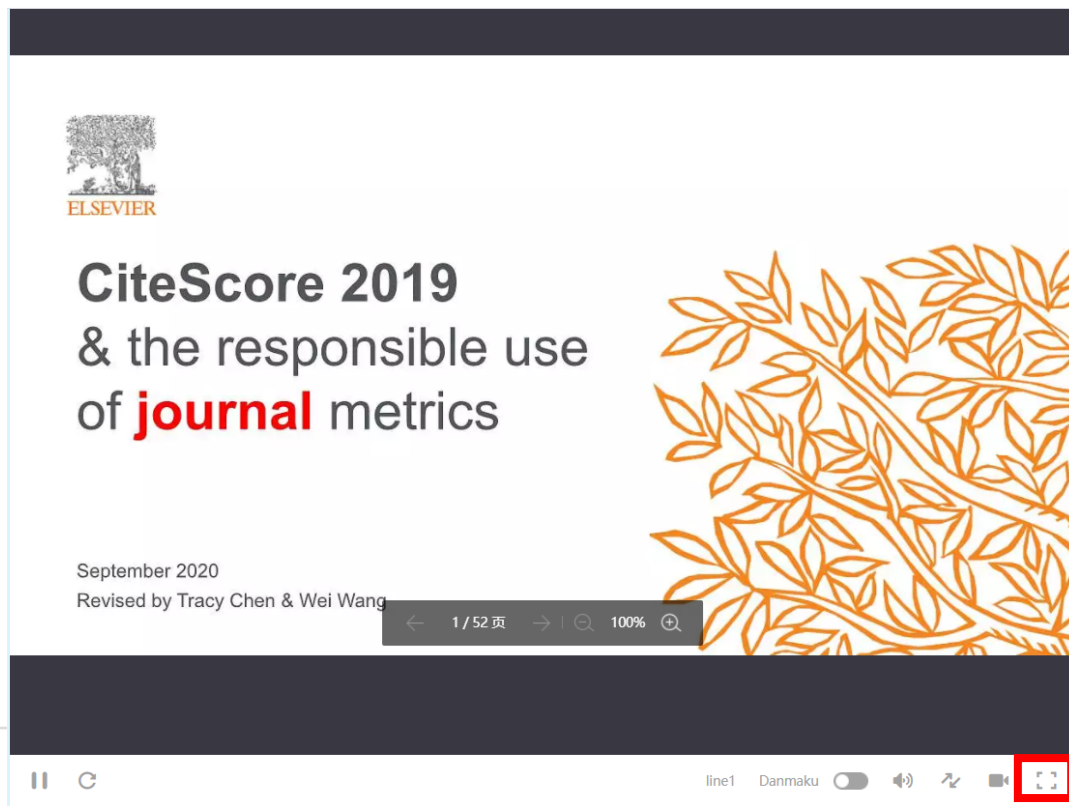 ELSEVIER
CiteScore 2019
& the responsible use
of journal metrics
September 2020
Revised by Tracy Chen & Wei Wang
1 / 52 页
100%
line1 Danmaku